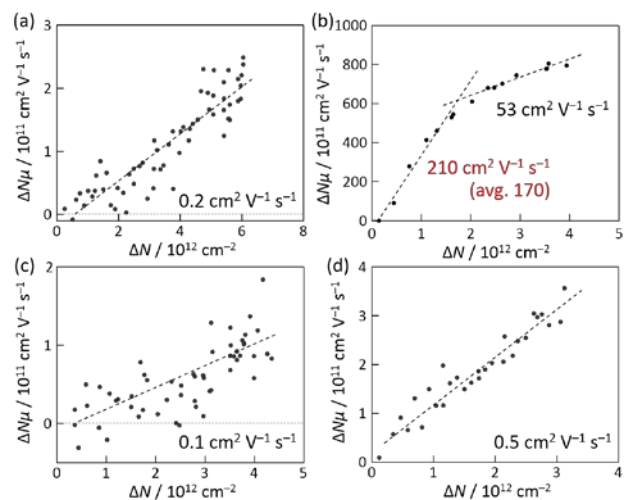 (a)
3
2
1
0
0
2
4
6
8
ΔNμ / 10¹¹ cm² V⁻¹ s⁻¹
ΔN / 10¹² cm⁻²
0.2 cm² V⁻¹ s⁻¹
(b)
1000
800
600
400
200
0
0
1
2
3
4
5
ΔNμ / 10¹¹ cm² V⁻¹ s⁻¹
ΔN / 10¹² cm⁻²
53 cm² V⁻¹ s⁻¹
210 cm² V⁻¹ s⁻¹
(avg. 170)
(c)
2
1
0
0
1
2
3
4
5
ΔNμ / 10¹¹ cm² V⁻¹ s⁻¹
ΔN / 10¹² cm⁻²
0.1 cm² V⁻¹ s⁻¹
(d)
4
3
2
1
0
0
1
2
3
4
ΔNμ / 10¹¹ cm² V⁻¹ s⁻¹
ΔN / 10¹² cm⁻²
0.5 cm² V⁻¹ s⁻¹